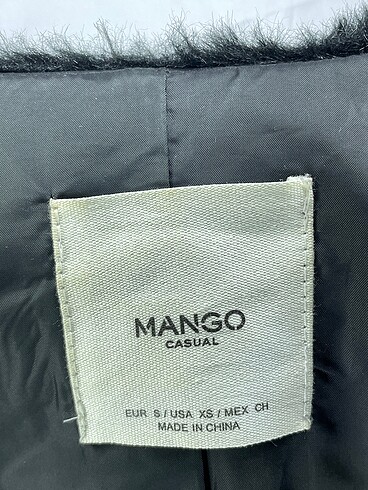 MANGO
CASUAL
EUR S / USA XS / MEX CH
MADE IN CHINA